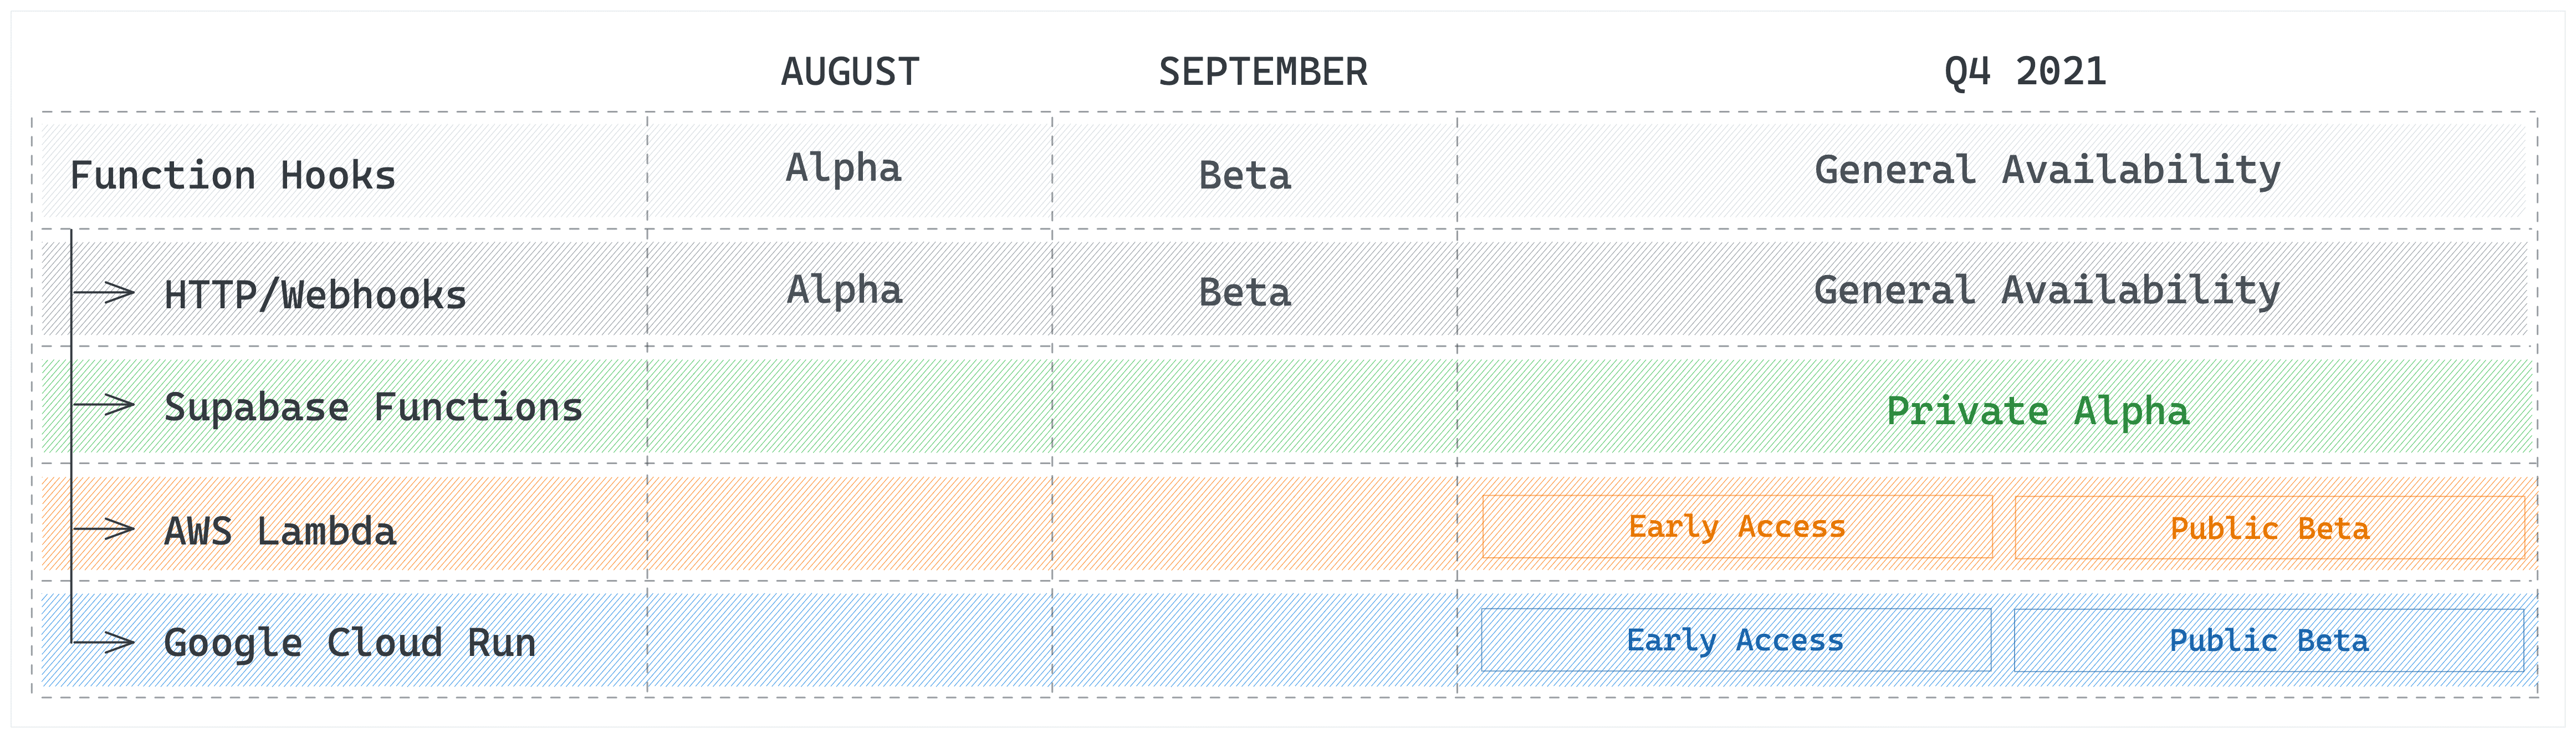 AUGUST SEPTEMBER Q4 2021
Function Hooks Alpha Beta General Availability
HTTP/Webhooks Alpha Beta General Availability
Supabase Functions Private Alpha
AWS Lambda Early Access Public Beta
Google Cloud Run Early Access Public Beta